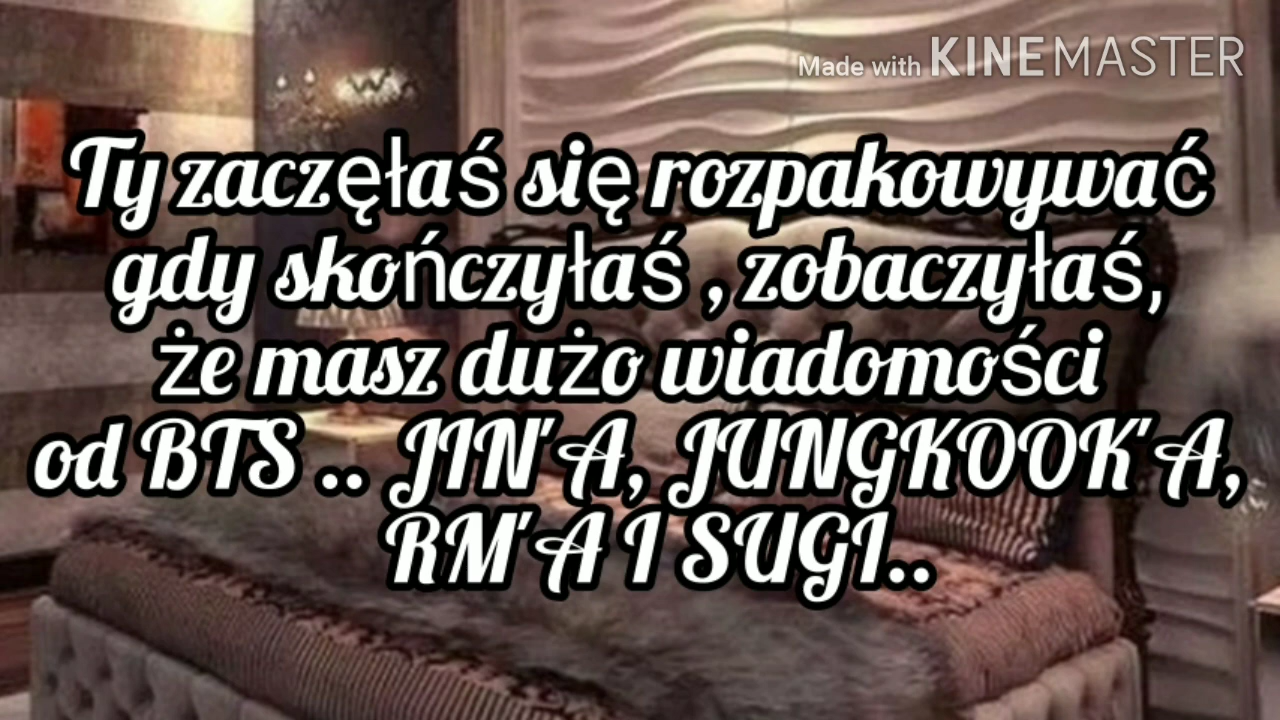 Made with KINEMASTER
Ty zaczęłaś się rozpakowywać
gdy skończyłaś , zobaczyłaś,
że masz dużo wiadomości
od BTS .. JIN'A, JUNGKOOK'A,
RM'A I SUGI..